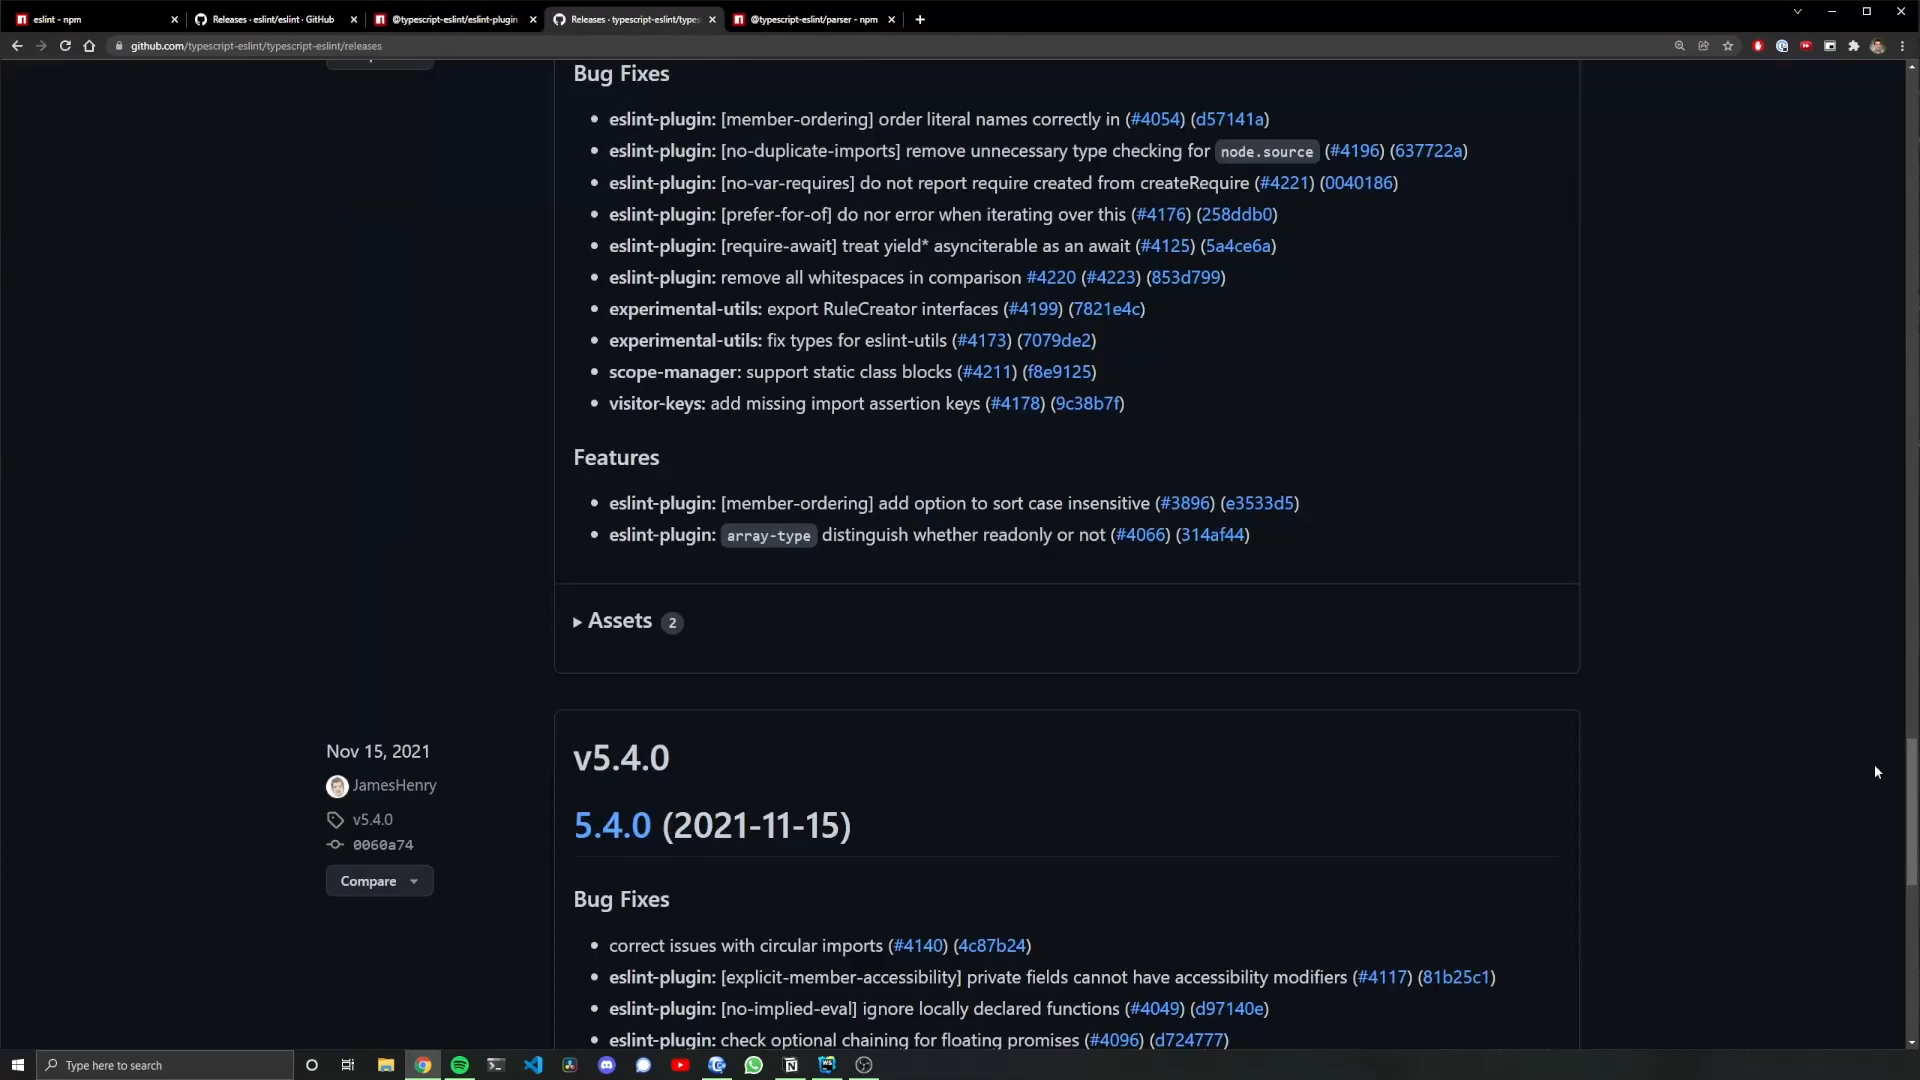 eslint - npm
Releases · eslint/eslint · GitHub
@typescript-eslint/eslint-plugin
Releases · typescript-eslint/types
@typescript-eslint/parser - npm
github.com/typescript-eslint/typescript-eslint/releases
Bug Fixes
eslint-plugin: [member-ordering] order literal names correctly in (#4054) (d57141a)
eslint-plugin: [no-duplicate-imports] remove unnecessary type checking for node.source (#4196) (637722a)
eslint-plugin: [no-var-requires] do not report require created from createRequire (#4221) (0040186)
eslint-plugin: [prefer-for-of] do nor error when iterating over this (#4176) (258ddb0)
eslint-plugin: [require-await] treat yield* asynciterable as an await (#4125) (5a4ce6a)
eslint-plugin: remove all whitespaces in comparison #4220 (#4223) (853d799)
experimental-utils: export RuleCreator interfaces (#4199) (7821e4c)
experimental-utils: fix types for eslint-utils (#4173) (7079de2)
scope-manager: support static class blocks (#4211) (f8e9125)
visitor-keys: add missing import assertion keys (#4178) (9c38b7f)
Features
eslint-plugin: [member-ordering] add option to sort case insensitive (#3896) (e3533d5)
eslint-plugin: array-type distinguish whether readonly or not (#4066) (314af44)
Assets 2
Nov 15, 2021
JamesHenry
v5.4.0
0060a74
Compare
v5.4.0
5.4.0 (2021-11-15)
Bug Fixes
correct issues with circular imports (#4140) (4c87b24)
eslint-plugin: [explicit-member-accessibility] private fields cannot have accessibility modifiers (#4117) (81b25c1)
eslint-plugin: [no-implied-eval] ignore locally declared functions (#4049) (d97140e)
eslint-plugin: check optional chaining for floating promises (#4096) (d724777)
Type here to search